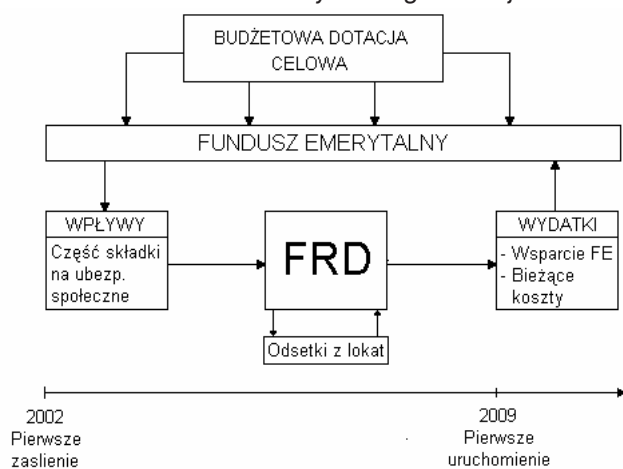 BUDŻETOWA DOTACJA
CELOWA
FUNDUSZ EMERYTALNY
WPŁYWY
Część składki
na ubezp.
społeczne
FRD
Odsetki z lokat
WYDATKI
- Wsparcie FE
- Bieżące
koszty
2002
Pierwsze
zaslienie
2009
Pierwsze
uruchomienie